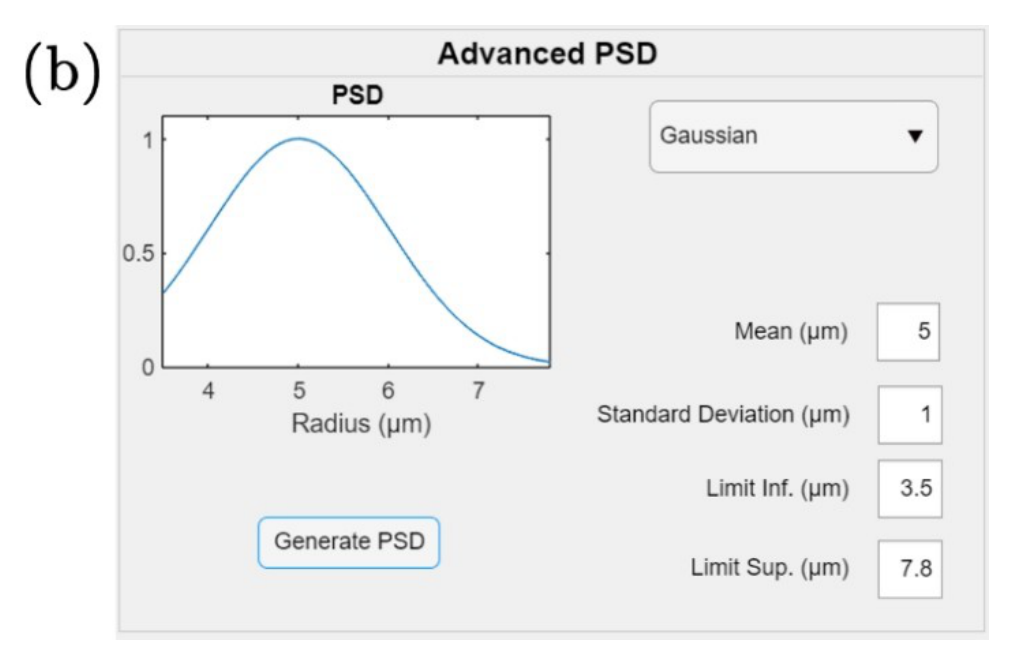 (b)
Advanced PSD
PSD
1
0.5
0
4 5 6 7
Radius (μm)
Generate PSD
Gaussian
Mean (μm) 5
Standard Deviation (μm) 1
Limit Inf. (μm) 3.5
Limit Sup. (μm) 7.8